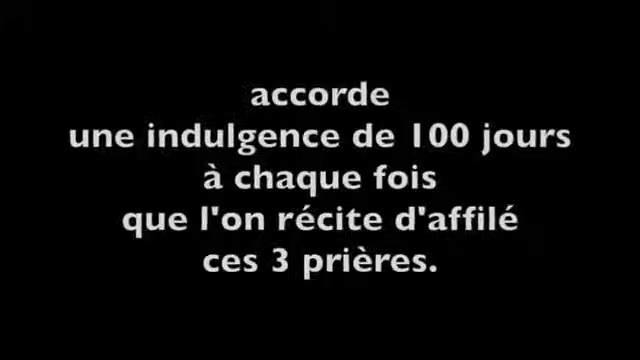 accorde
une indulgence de 100 jours
à chaque fois
que l'on récite d'affilé
ces 3 prières.